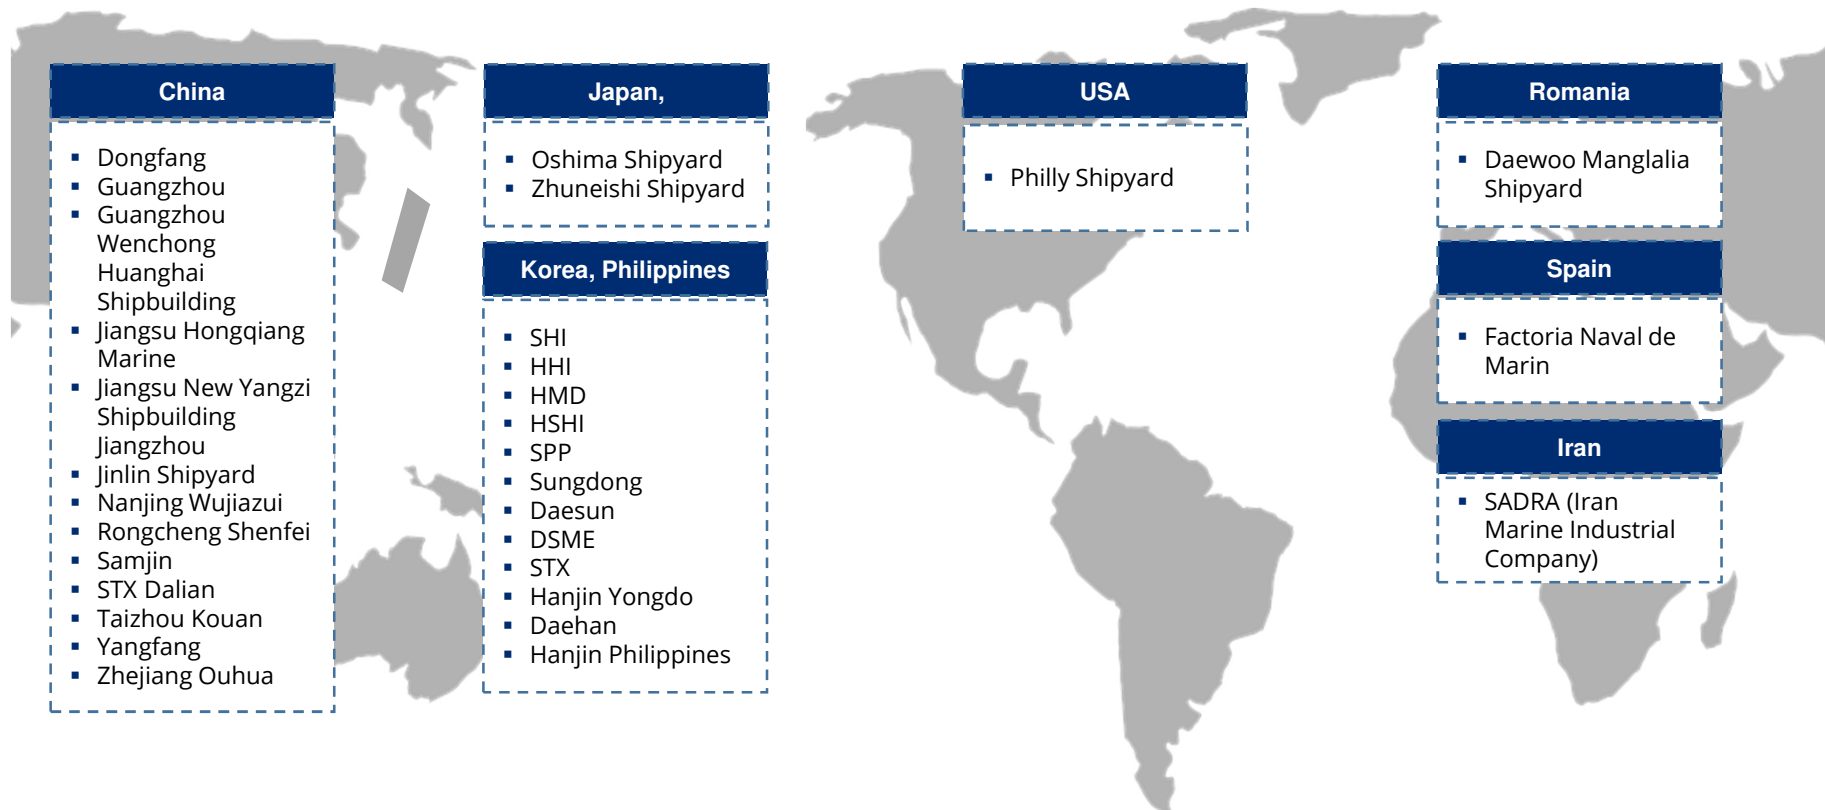 China
▪ Dongfang
▪ Guangzhou
▪ Guangzhou
Wenchong
Huanghai
Shipbuilding
▪ Jiangsu Hongqiang
Marine
▪ Jiangsu New Yangzi
Shipbuilding
Jiangzhou
▪ Jinlin Shipyard
▪ Nanjing Wujiazui
▪ Rongcheng Shenfei
▪ Samjin
▪ STX Dalian
▪ Taizhou Kouan
▪ Yangfang
▪ Zhejiang Ouhua
Japan,
▪ Oshima Shipyard
▪ Zhuneishi Shipyard
Korea, Philippines
▪ SHI
▪ HHI
▪ HMD
▪ HSHI
▪ SPP
▪ Sungdong
▪ Daesun
▪ DSME
▪ STX
▪ Hanjin Yongdo
▪ Daehan
▪ Hanjin Philippines
USA
▪ Philly Shipyard
Romania
▪ Daewoo Manglalia
Shipyard
Spain
▪ Factoria Naval de
Marin
Iran
▪ SADRA (Iran
Marine Industrial
Company)